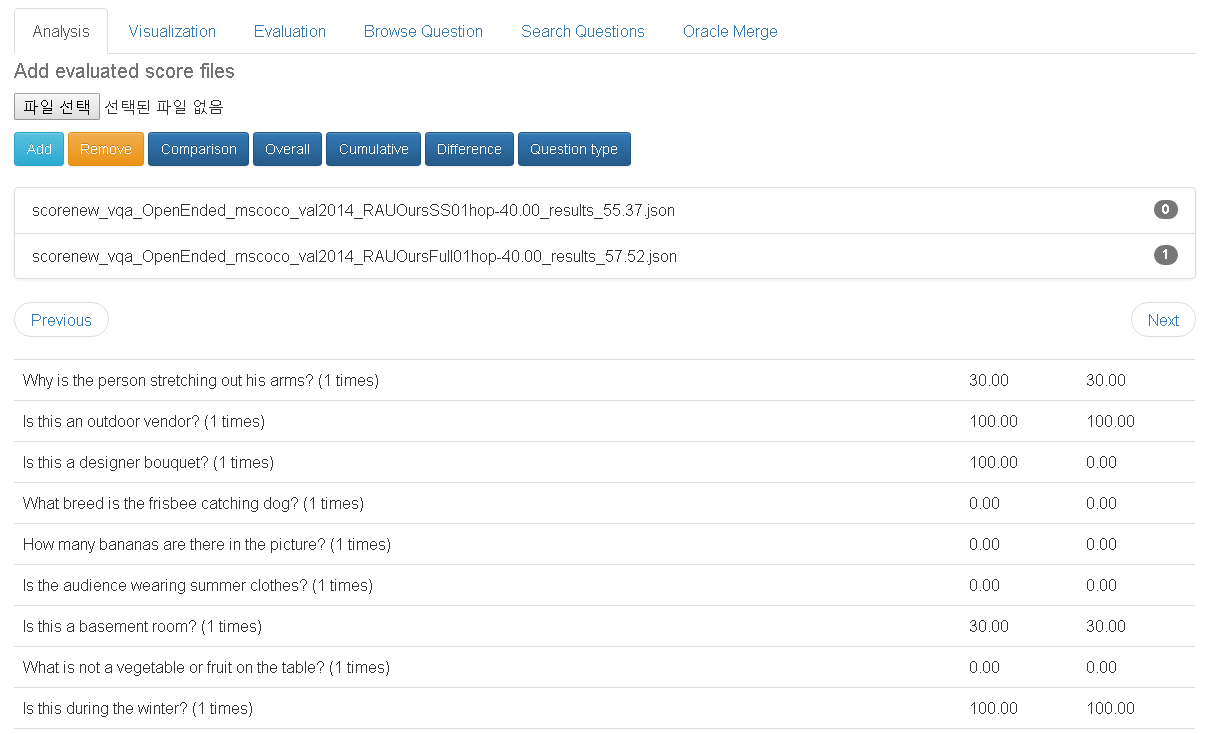 Analysis Visualization Evaluation Browse Question Search Questions Oracle Merge
Add evaluated score files
파일 선택 선택된 파일 없음
Add Remove Comparison Overall Cumulative Difference Question type
scorenew_vqa_OpenEnded_mscoco_val2014_RAUOursSS01hop-40.00_results_55.37.json 0
scorenew_vqa_OpenEnded_mscoco_val2014_RAUOursFull01hop-40.00_results_57.52.json 1
Previous Next
Why is the person stretching out his arms? (1 times) 30.00 30.00
Is this an outdoor vendor? (1 times) 100.00 100.00
Is this a designer bouquet? (1 times) 100.00 0.00
What breed is the frisbee catching dog? (1 times) 0.00 0.00
How many bananas are there in the picture? (1 times) 0.00 0.00
Is the audience wearing summer clothes? (1 times) 0.00 0.00
Is this a basement room? (1 times) 30.00 30.00
What is not a vegetable or fruit on the table? (1 times) 0.00 0.00
Is this during the winter? (1 times) 100.00 100.00